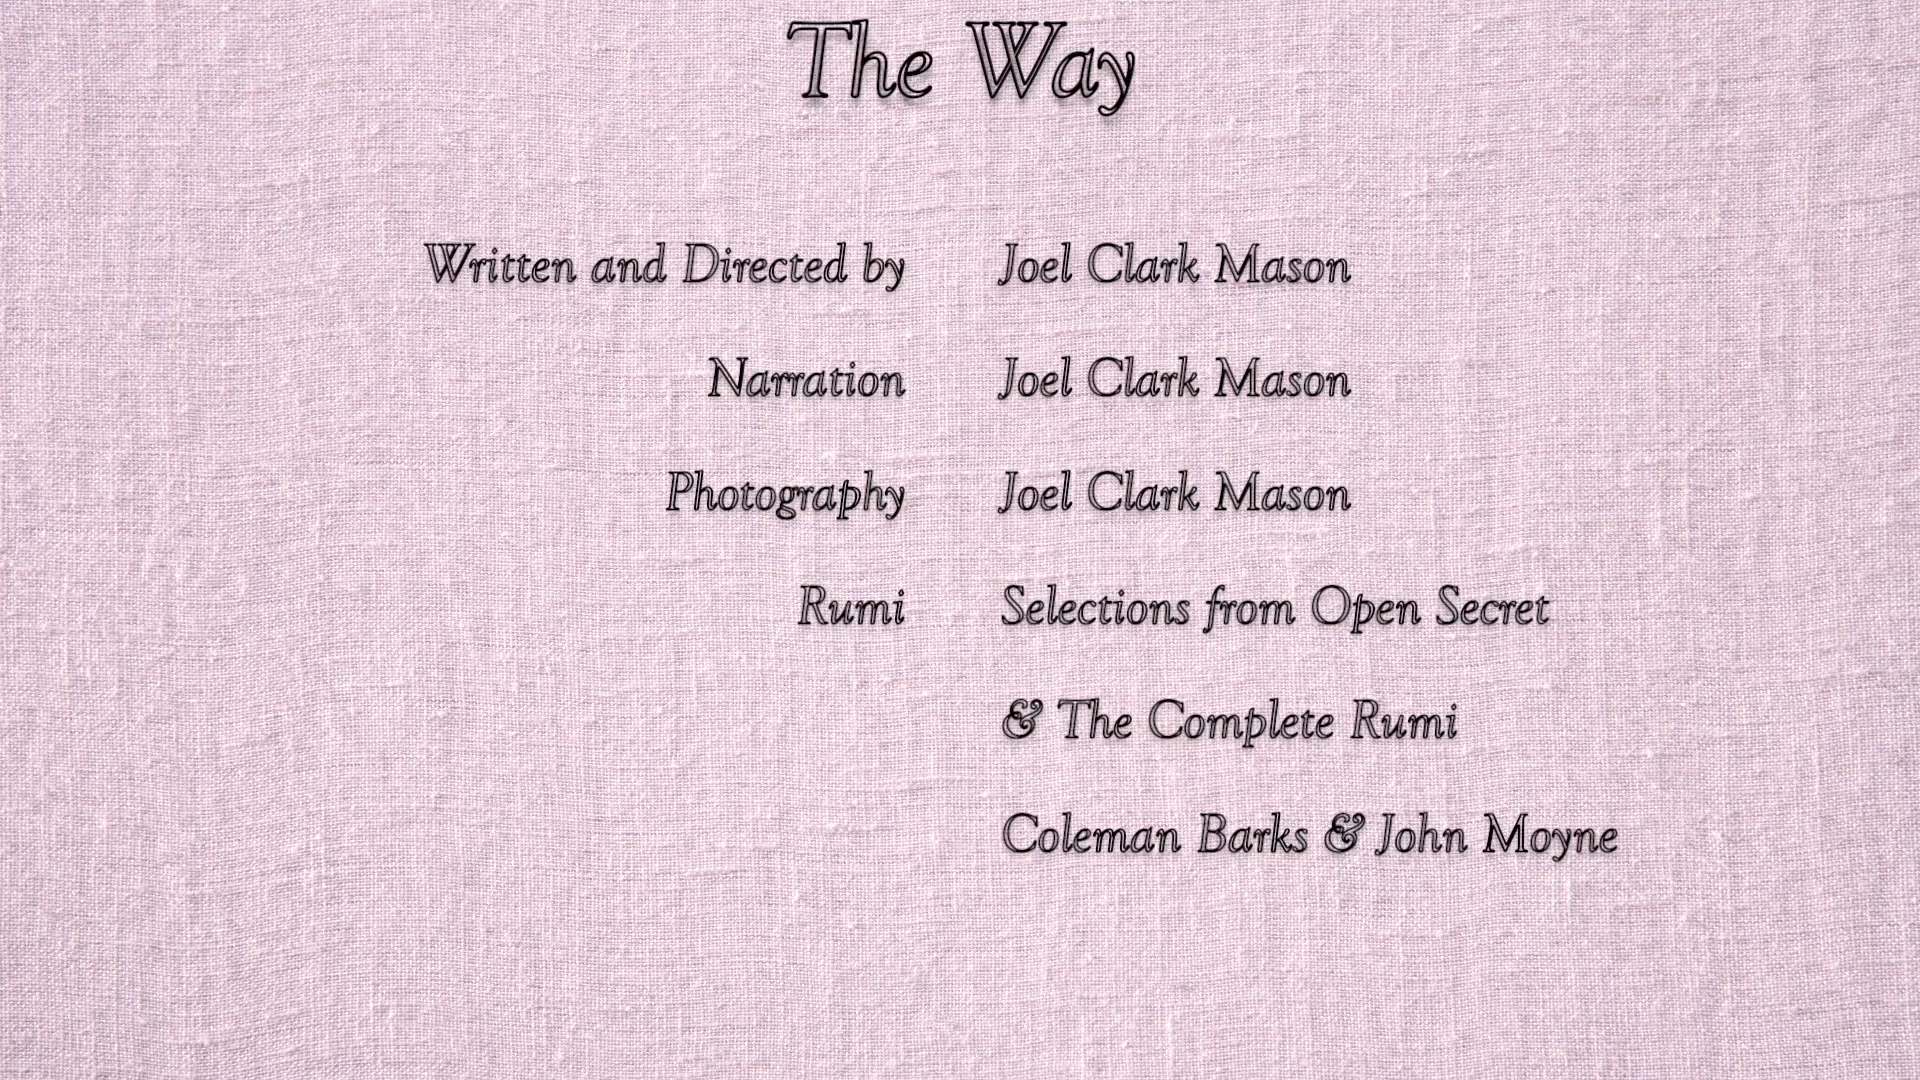 The Way
Written and Directed by Joel Clark Mason
Narration Joel Clark Mason
Photography Joel Clark Mason
Rumi Selections from Open Secret
& The Complete Rumi
Coleman Barks & John Moyne